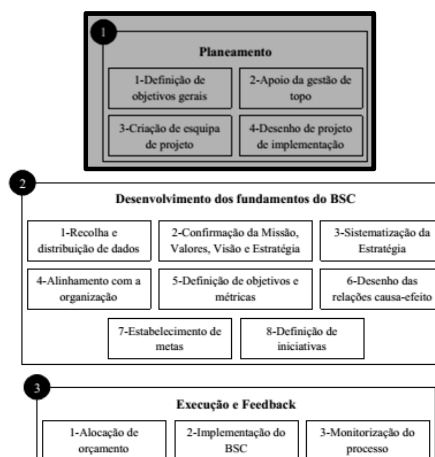 1
Planeamento
1-Definição de
objetivos gerais
2-Apoio da gestão de
topo
3-Criação de esquipa
de projeto
4-Desenho de projeto
de implementação
2
Desenvolvimento dos fundamentos do BSC
1-Recolha e
distribuição de dados
2-Confirmação da Missão,
Valores, Visão e Estratégia
3-Sistematização da
Estratégia
4-Alinhamento com a
organização
5-Definição de objetivos e
métricas
6-Desenho das
relações causa-efeito
7-Estabelecimento de
metas
8-Definição de
iniciativas
3
Execução e Feedback
1-Alocação de
orçamento
2-Implementação do
BSC
3-Monitorização do
processo